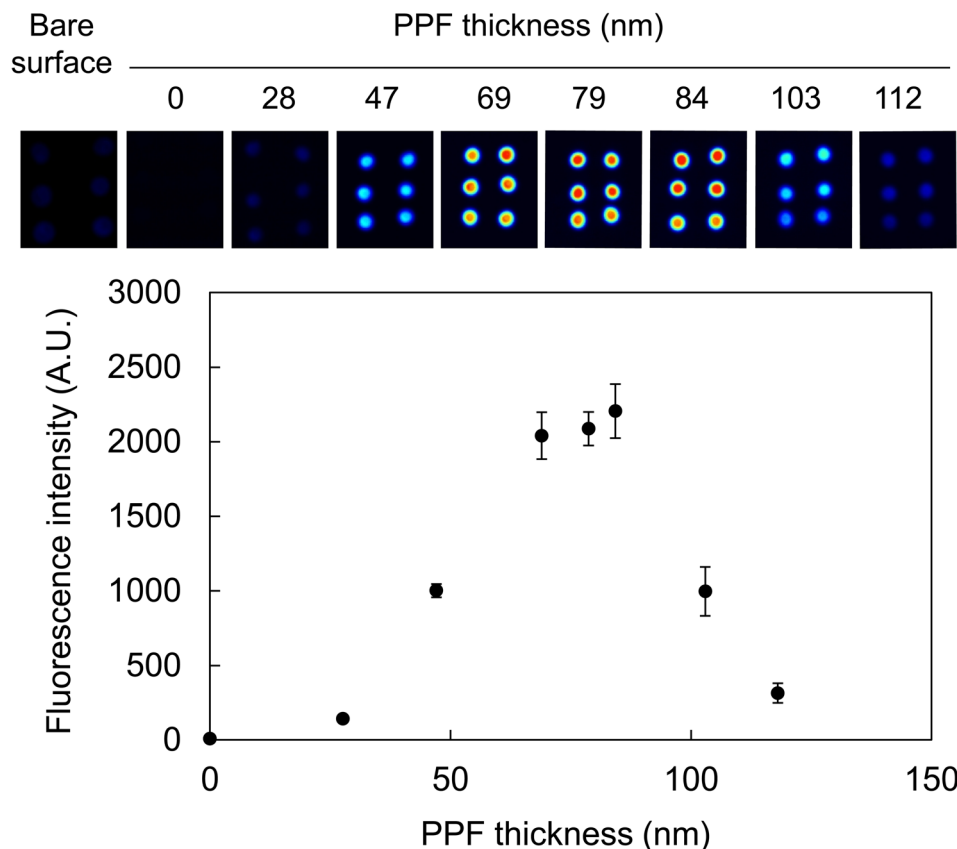 Bare surface
PPF thickness (nm)
0 28 47 69 79 84 103 112
3000
2500
2000
1500
1000
500
0
Fluorescence intensity (A.U.)
0 50 100 150
PPF thickness (nm)